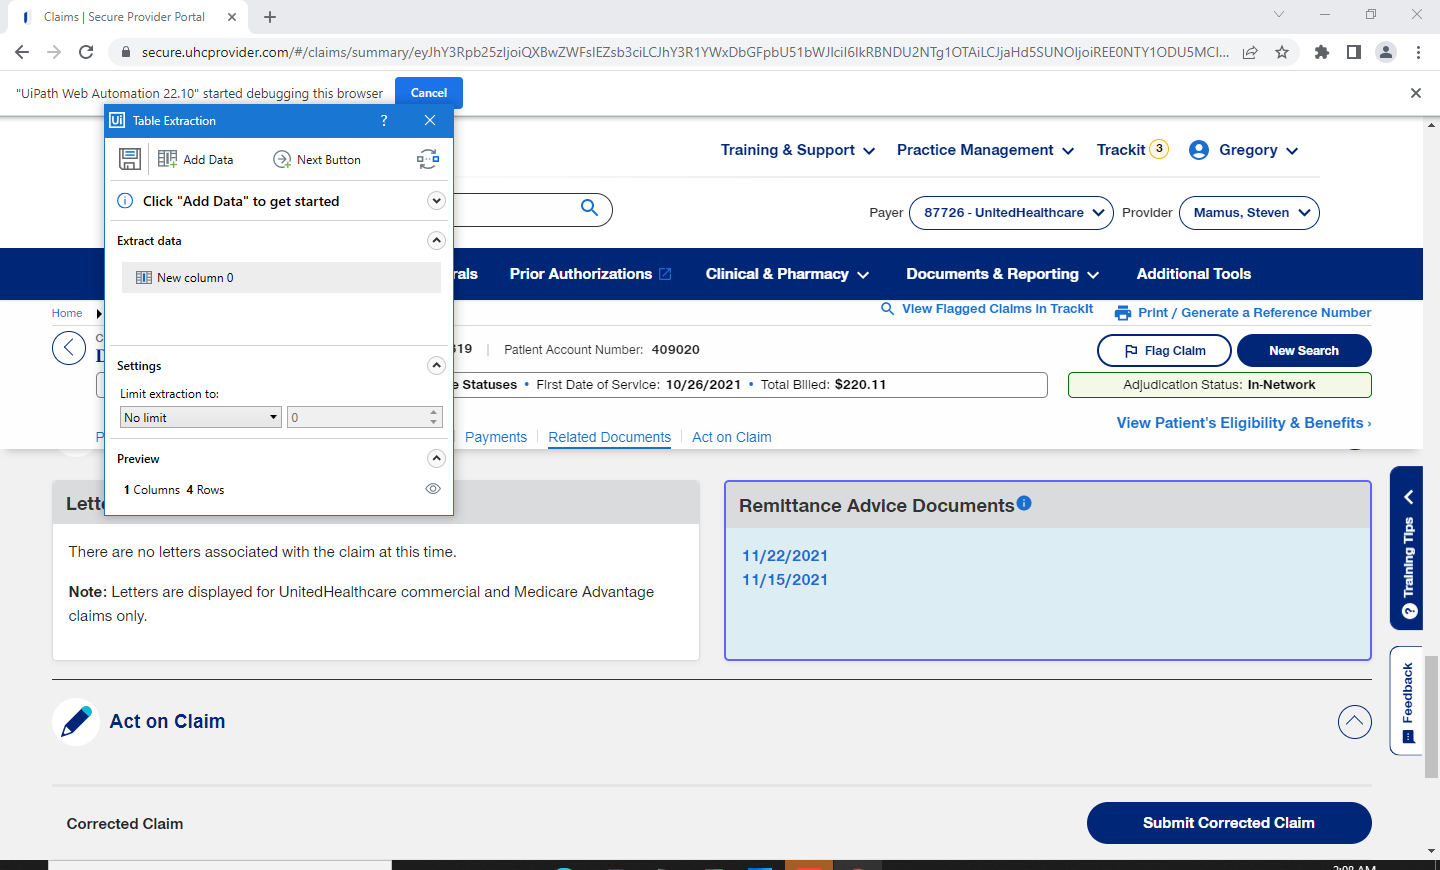 Claims | Secure Provider Portal
secure.uhcprovider.com/#/claims/summary/eyJhY3Rpb25zIjoiQXBwZWFsIEZsb3ciLCJhY3R1YWxDbGFpbU51bWJlciI6IkRBNDU2NTg1OTAiLCJjaHd5SUNOIjoiREE0NTY1ODU5MCI...
"UiPath Web Automation 22.10" started debugging this browser
Cancel
Ui Table Extraction ?
Add Data
Next Button
Click "Add Data" to get started
Extract data
New column 0
Settings
Limit extraction to:
No limit
0
Preview
1 Columns 4 Rows
Training & Support
Practice Management
Trackit 3
Gregory
Payer 87726 - UnitedHealthcare
Provider Mamus, Steven
rals
Prior Authorizations
Clinical & Pharmacy
Documents & Reporting
Additional Tools
Home
View Flagged Claims in TrackIt
Print / Generate a Reference Number
C
D
319 | Patient Account Number: 409020
Flag Claim
New Search
e Statuses • First Date of Service: 10/26/2021 • Total Billed: $220.11
Adjudication Status: In-Network
View Patient's Eligibility & Benefits ›
P
Payments
Related Documents
Act on Claim
Lette
There are no letters associated with the claim at this time.
Note: Letters are displayed for UnitedHealthcare commercial and Medicare Advantage
claims only.
Remittance Advice Documents
11/22/2021
11/15/2021
Training Tips
Feedback
Act on Claim
Corrected Claim
Submit Corrected Claim